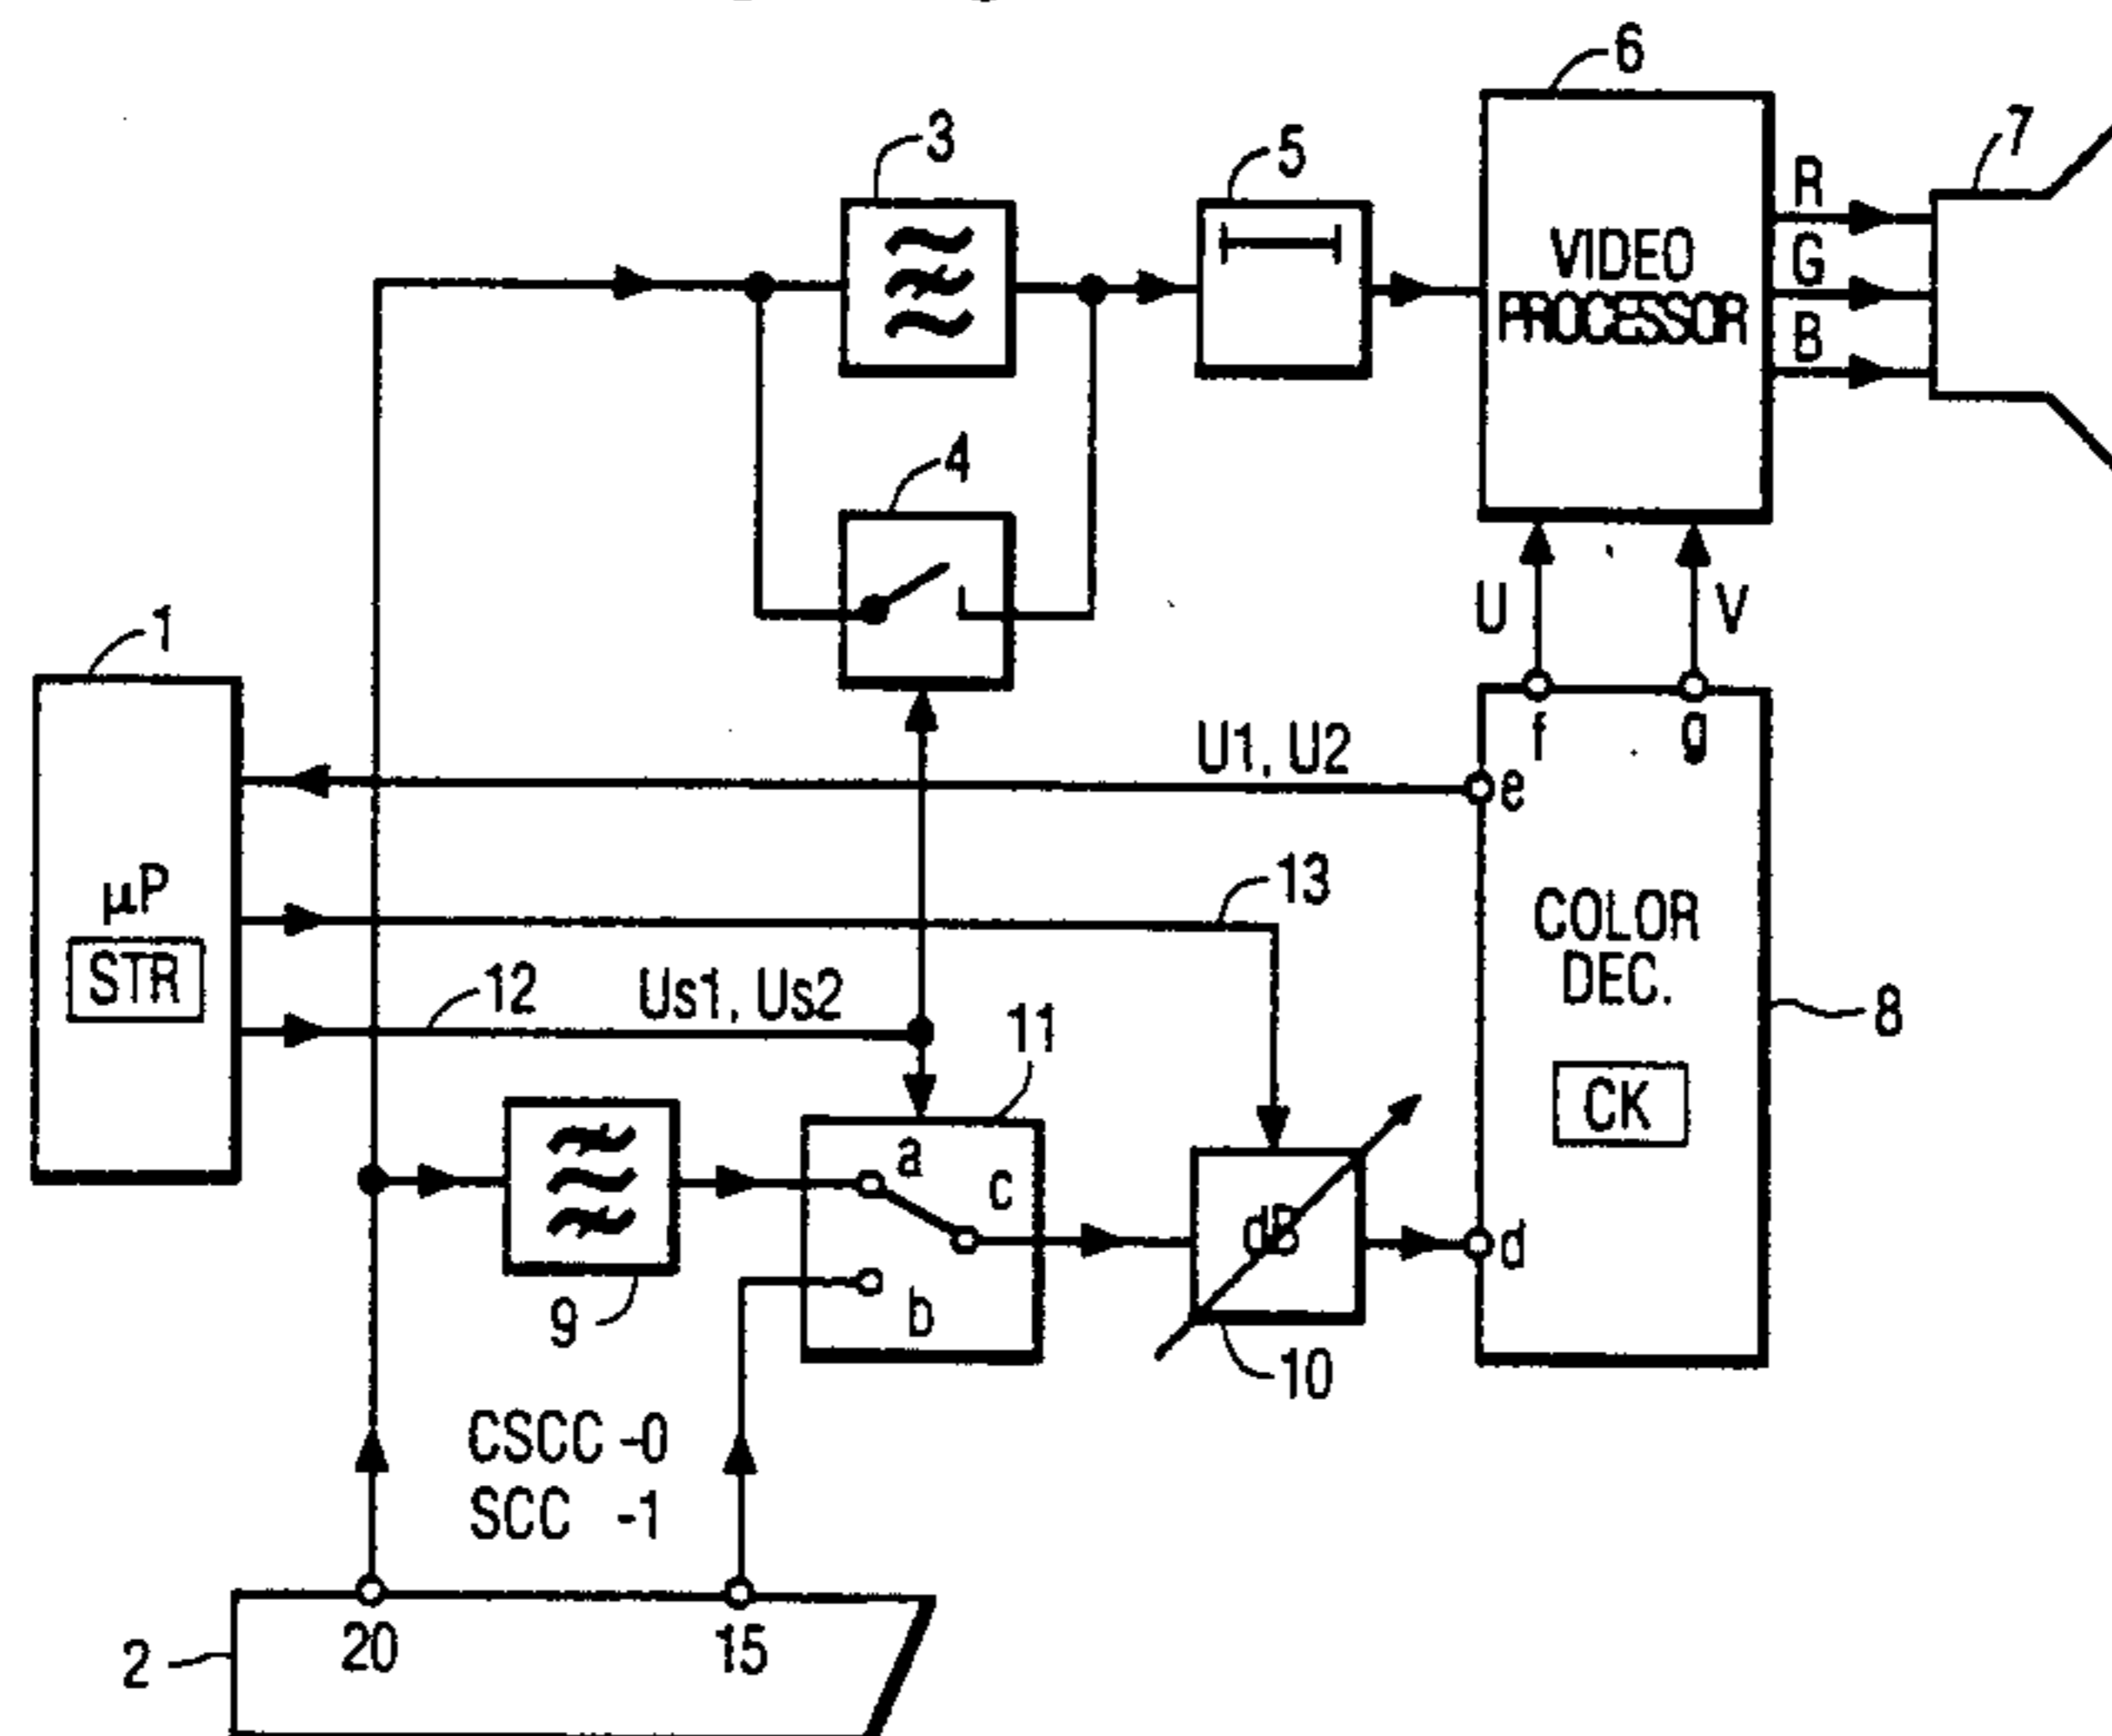 6
7
3
5
R
VIDEO
PROCESSOR
G
B
4
1
U
V
U1, U2
f
g
e
13
μP
COLOR
DEC.
STR
12
Us1, Us2
11
8
CK
a
c
dB
d
b
9
10
CSCC -0
SCC -1
2
20
15